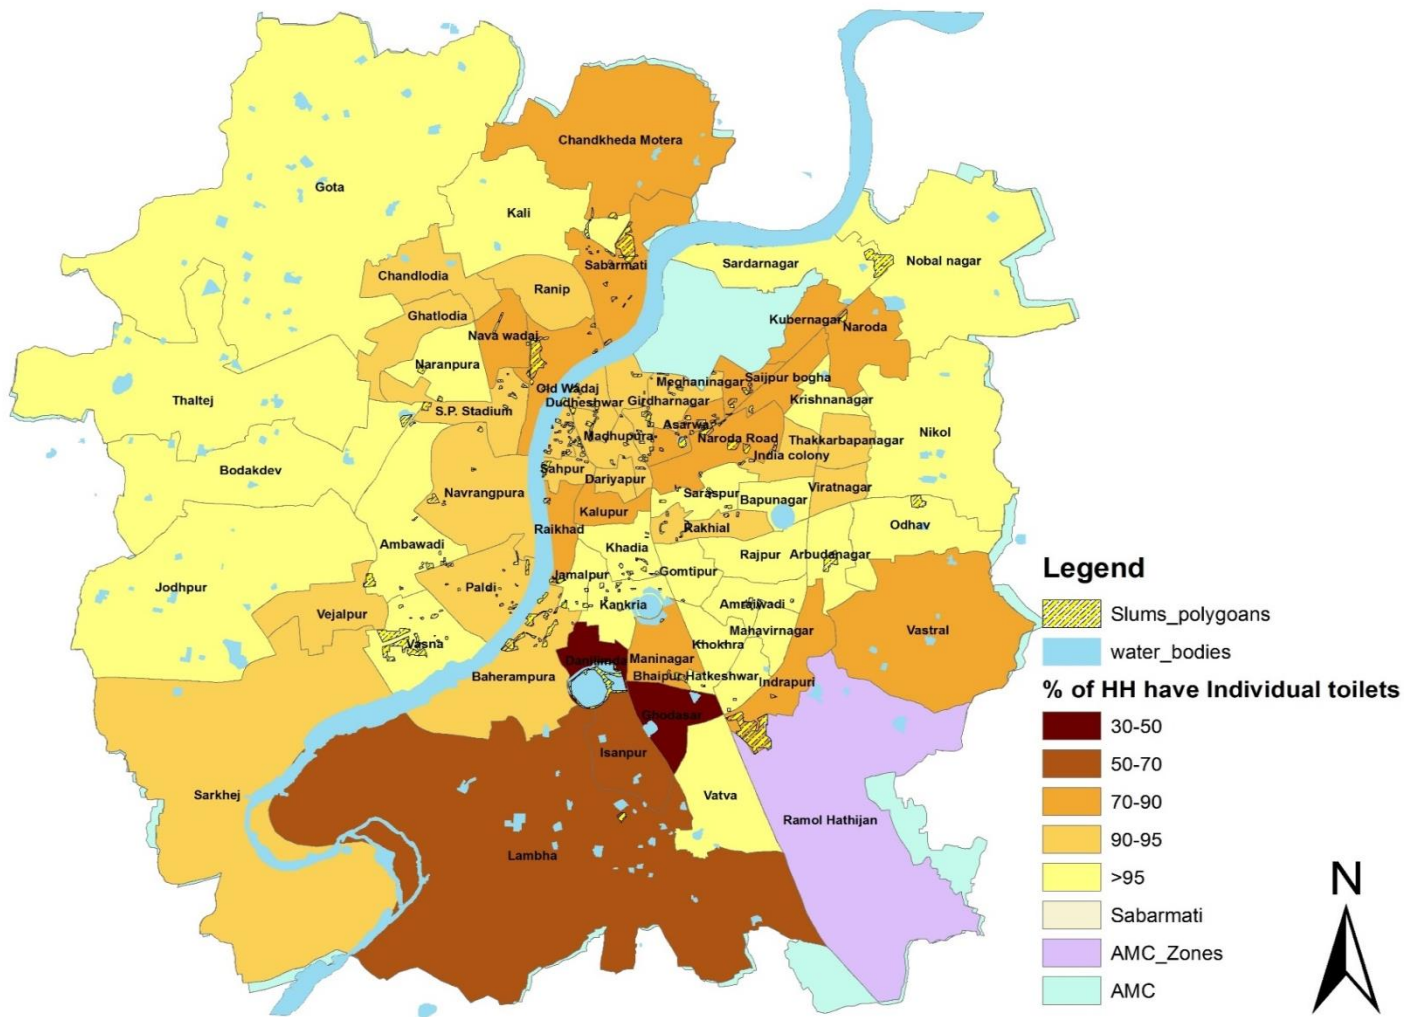 Chandkheda Motera
Gota
Kali
Sabarmati
Sardarnagar
Nobal nagar
Chandlodia
Ranip
Ghatlodia
Kubernagar
Naroda
Nava wadaj
Naranpura
Thaltej
Old Wadaj
Meghaninagar
Saijpur bogha
Dudheshwar
Girdharnagar
Krishnanagar
S.P. Stadium
Asarwa
Madhupura
Naroda Road
Thakkarbapanagar
Nikol
India colony
Bodakdev
Sahpur
Dariyapur
Navrangpura
Saraspur
Bapunagar
Viratnagar
Kalupur
Raikhad
Rakhial
Odhav
Ambawadi
Khadia
Rajpur
Arbudanagar
Jodhpur
Paldi
Jamalpur
Gomtipur
Vejalpur
Kankria
Amraiwadi
Mahavirnagar
Vastral
Vasna
Khokhra
Danilimda
Maninagar
Baherampura
Bhaipura
Hatkeshwar
Indrapuri
Ghodasar
Isanpur
Sarkhej
Vatva
Ramol Hathijan
Lambha
Legend
Slums_polygoans
water_bodies
% of HH have Individual toilets
30-50
50-70
70-90
90-95
>95
Sabarmati
AMC_Zones
AMC
N